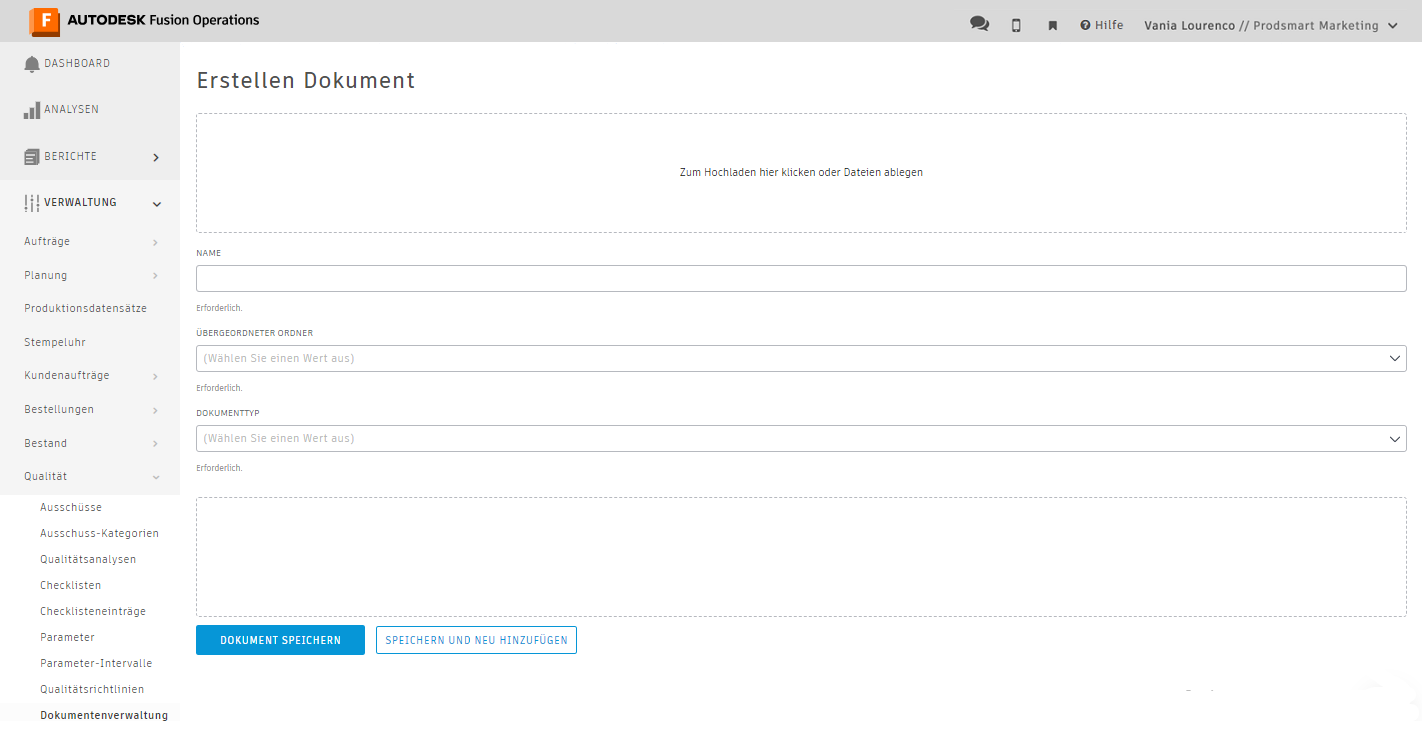 F AUTODESK Fusion Operations
Hilfe
Vania Lourenco // Prodsmart Marketing
DASHBOARD
ANALYSEN
BERICHTE
VERWALTUNG
Aufträge
Planung
Produktionsdatensätze
Stempeluhr
Kundenaufträge
Bestellungen
Bestand
Qualität
Ausschüsse
Ausschuss-Kategorien
Qualitätsanalysen
Checklisten
Checklisteneinträge
Parameter
Parameter-Intervalle
Qualitätsrichtlinien
Dokumentenverwaltung
Erstellen Dokument
Zum Hochladen hier klicken oder Dateien ablegen
NAME
Erforderlich.
ÜBERGEORDNETER ORDNER
(Wählen Sie einen Wert aus)
Erforderlich.
DOKUMENTTYP
(Wählen Sie einen Wert aus)
Erforderlich.
DOKUMENT SPEICHERN
SPEICHERN UND NEU HINZUFÜGEN